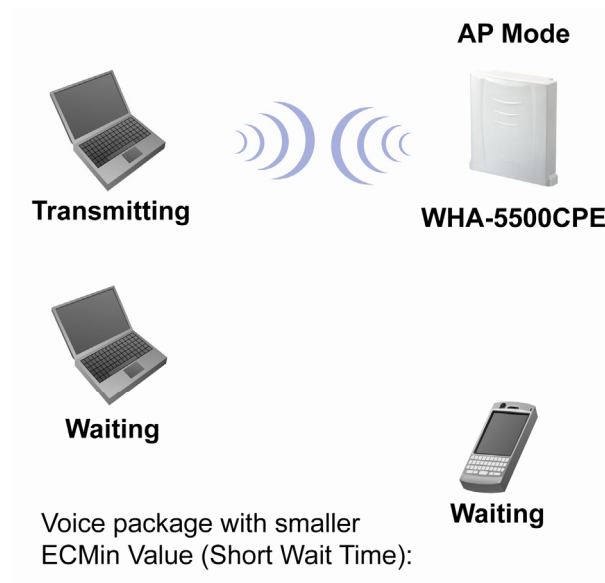 AP Mode
Transmitting
WHA-5500CPE
Waiting
Waiting
Voice package with smaller
ECMin Value (Short Wait Time):